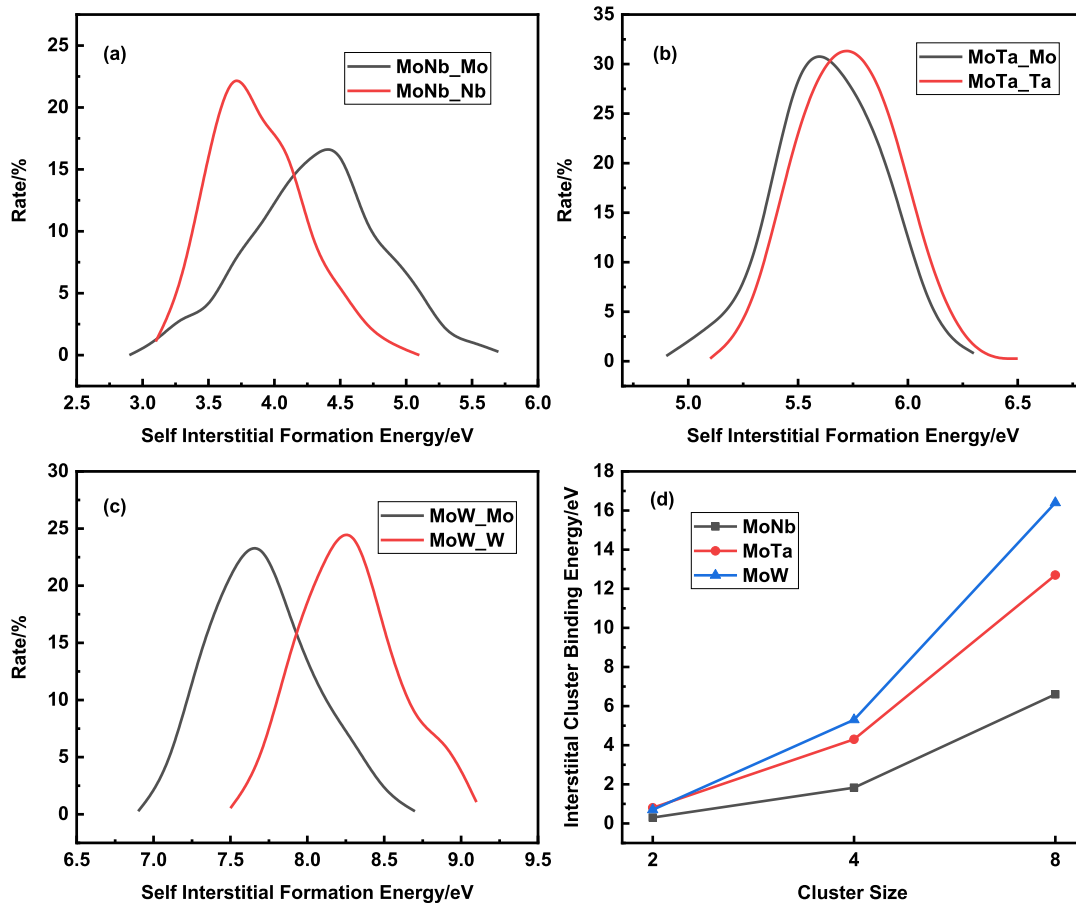 (a)
MoNb_Mo
MoNb_Nb
Rate/%
25
20
15
10
5
0
2.5 3.0 3.5 4.0 4.5 5.0 5.5 6.0
Self Interstitial Formation Energy/eV
(b)
MoTa_Mo
MoTa_Ta
Rate/%
35
30
25
20
15
10
5
0
5.0 5.5 6.0 6.5
Self Interstitial Formation Energy/eV
(c)
MoW_Mo
MoW_W
Rate/%
30
25
20
15
10
5
0
6.5 7.0 7.5 8.0 8.5 9.0 9.5
Self Interstitial Formation Energy/eV
(d)
MoNb
MoTa
MoW
Interstiital Cluster Binding Energy/eV
18
16
14
12
10
8
6
4
2
0
2 4 8
Cluster Size